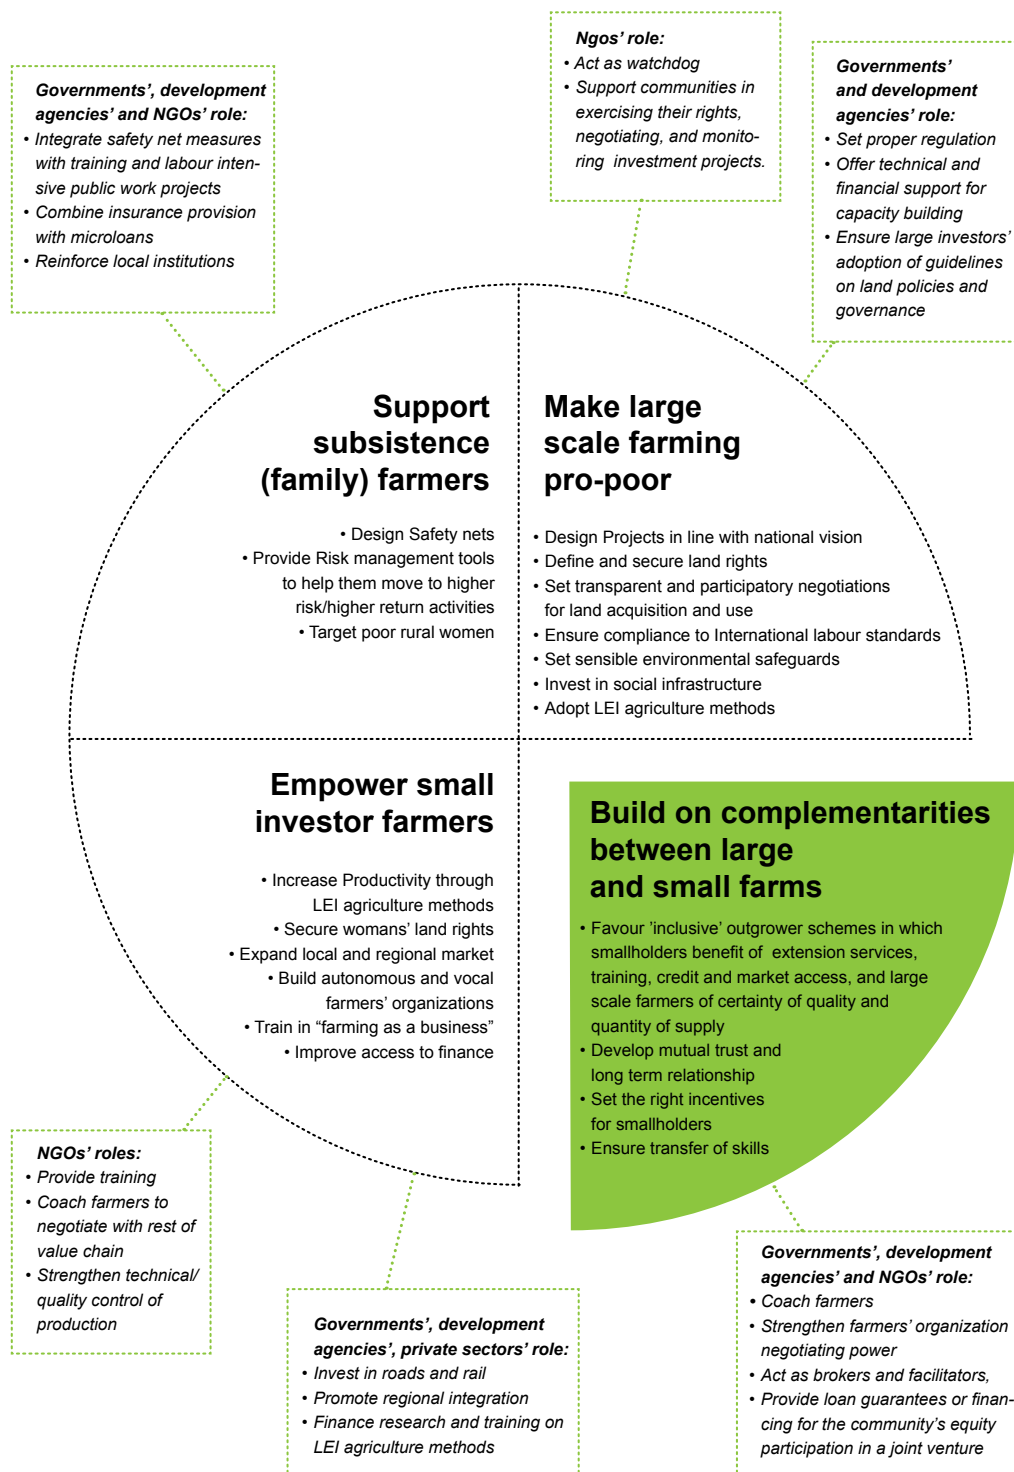 Ngos’ role:
• Act as watchdog
• Support communities in
exercising their rights,
negotiating, and monito-
ring investment projects.
Governments’, development
agencies’ and NGOs’ role:
• Integrate safety net measures
with training and labour inten-
sive public work projects
• Combine insurance provision
with microloans
• Reinforce local institutions
Governments’
and development
agencies’ role:
• Set proper regulation
• Offer technical and
financial support for
capacity building
• Ensure large investors’
adoption of guidelines
on land policies and
governance
Support
subsistence
(family) farmers
• Design Safety nets
• Provide Risk management tools
to help them move to higher
risk/higher return activities
• Target poor rural women
Make large
scale farming
pro-poor
• Design Projects in line with national vision
• Define and secure land rights
• Set transparent and participatory negotiations
for land acquisition and use
• Ensure compliance to International labour standards
• Set sensible environmental safeguards
• Invest in social infrastructure
• Adopt LEI agriculture methods
Empower small
investor farmers
• Increase Productivity through
LEI agriculture methods
• Secure womans’ land rights
• Expand local and regional market
• Build autonomous and vocal
farmers’ organizations
• Train in “farming as a business”
• Improve access to finance
Build on complementarities
between large
and small farms
• Favour ’inclusive’ outgrower schemes in which
smallholders benefit of extension services,
training, credit and market access, and large
scale farmers of certainty of quality and
quantity of supply
• Develop mutual trust and
long term relationship
• Set the right incentives
for smallholders
• Ensure transfer of skills
NGOs’ roles:
• Provide training
• Coach farmers to
negotiate with rest of
value chain
• Strengthen technical/
quality control of
production
Governments’, development
agencies’, private sectors’ role:
• Invest in roads and rail
• Promote regional integration
• Finance research and training on
LEI agriculture methods
Governments’, development
agencies’ and NGOs’ role:
• Coach farmers
• Strengthen farmers’ organization
negotiating power
• Act as brokers and facilitators,
• Provide loan guarantees or finan-
cing for the community’s equity
participation in a joint venture